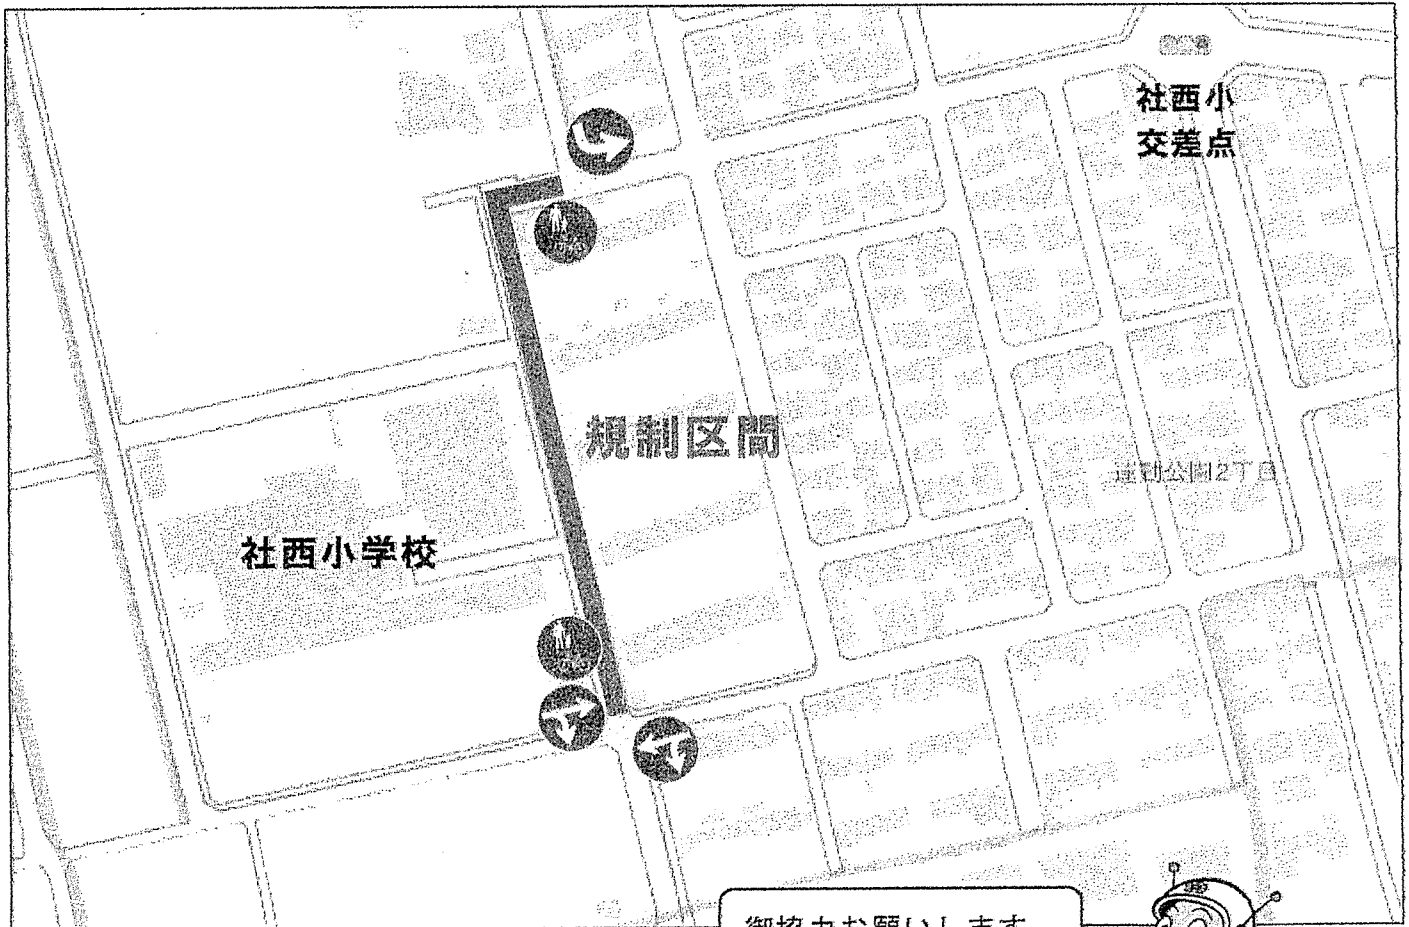 社西小
交差点
規制区間
社西小学校
御協力お願いします